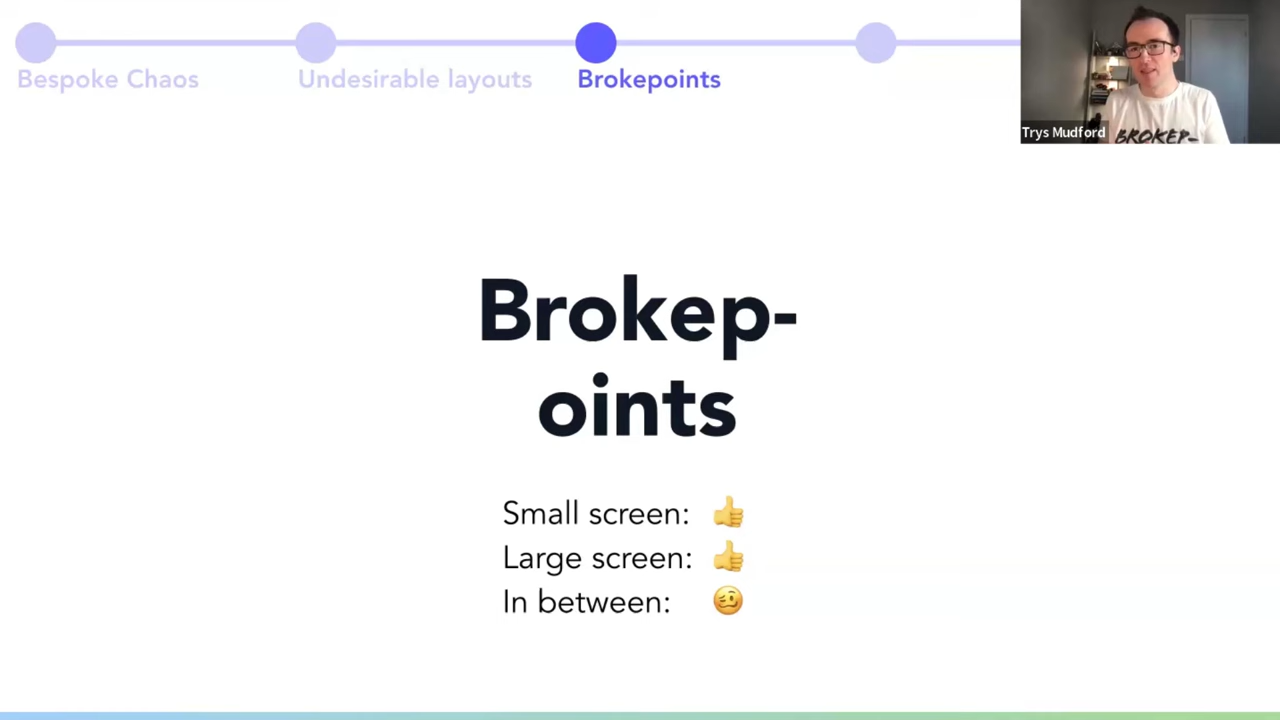 Bespoke Chaos
Undesirable layouts
Brokepoints
Trys Mudford
BROKEP-
Brokep-
oints
Small screen: 👍
Large screen: 👍
In between: 🥴